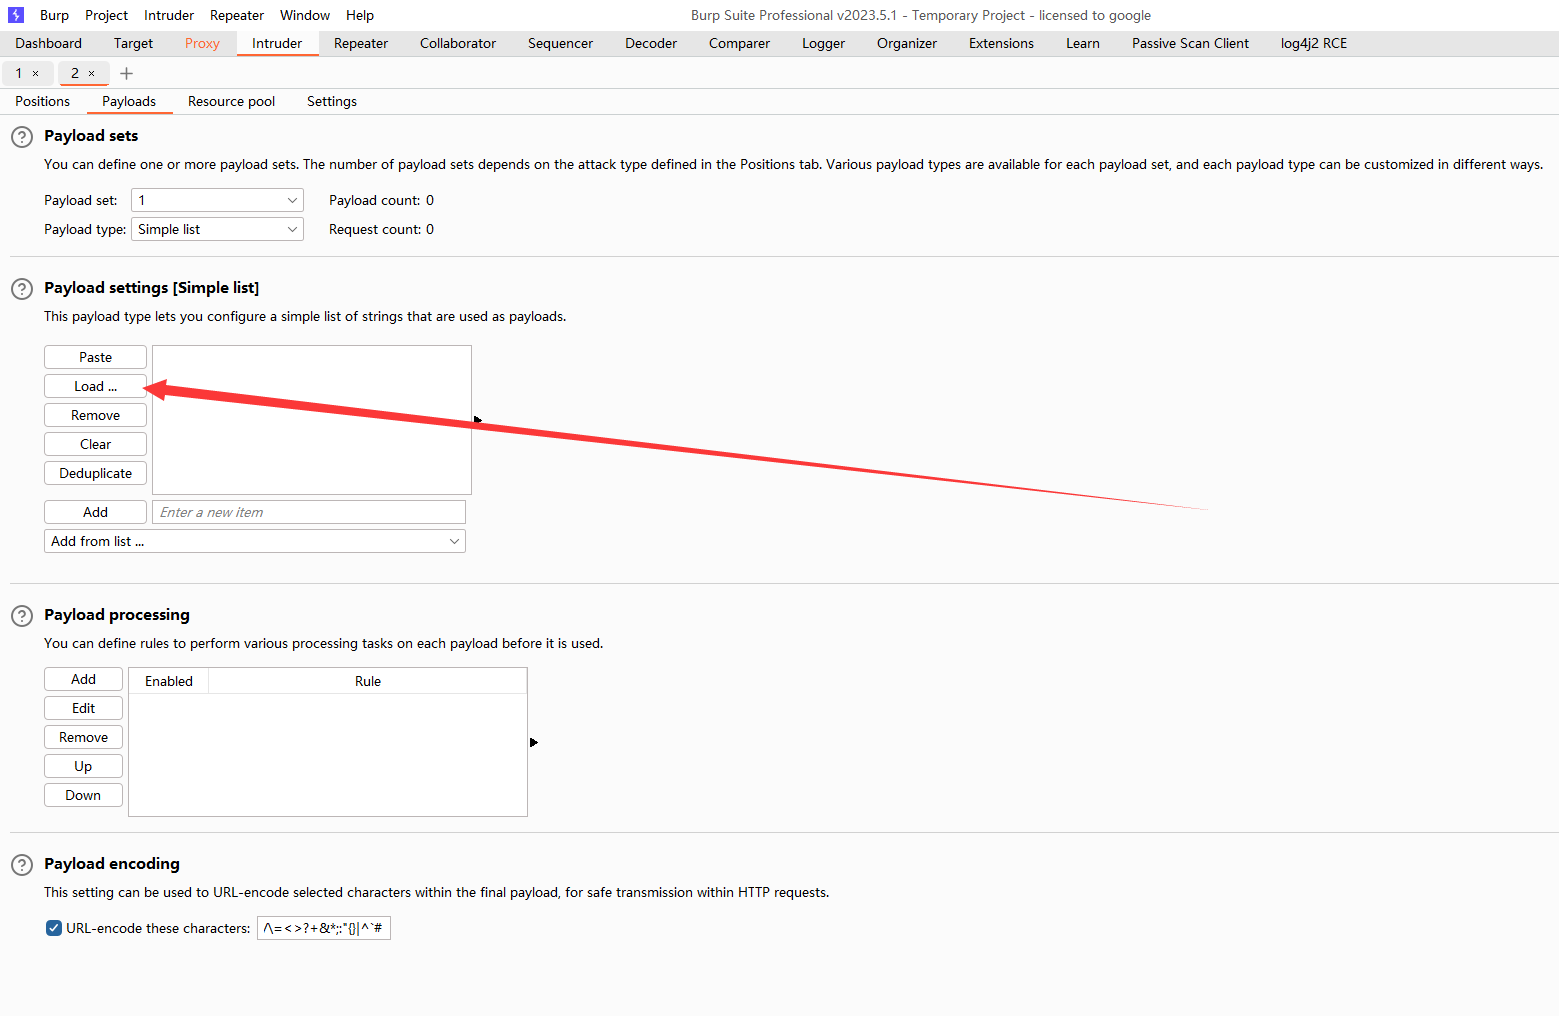 Burp Project Intruder Repeater Window Help Burp Suite Professional v2023.5.1 - Temporary Project - licensed to google
Dashboard Target Proxy Intruder Repeater Collaborator Sequencer Decoder Comparer Logger Organizer Extensions Learn Passive Scan Client log4j2 RCE
1 × 2 × +
Positions Payloads Resource pool Settings
? Payload sets
You can define one or more payload sets. The number of payload sets depends on the attack type defined in the Positions tab. Various payload types are available for each payload set, and each payload type can be customized in different ways.
Payload set: 1 Payload count: 0
Payload type: Simple list Request count: 0
? Payload settings [Simple list]
This payload type lets you configure a simple list of strings that are used as payloads.
Paste
Load ...
Remove
Clear
Deduplicate
Add Enter a new item
Add from list ...
? Payload processing
You can define rules to perform various processing tasks on each payload before it is used.
Add Enabled Rule
Edit
Remove
Up
Down
? Payload encoding
This setting can be used to URL-encode selected characters within the final payload, for safe transmission within HTTP requests.
URL-encode these characters: /\=<>?+&*;:"{}|^`#